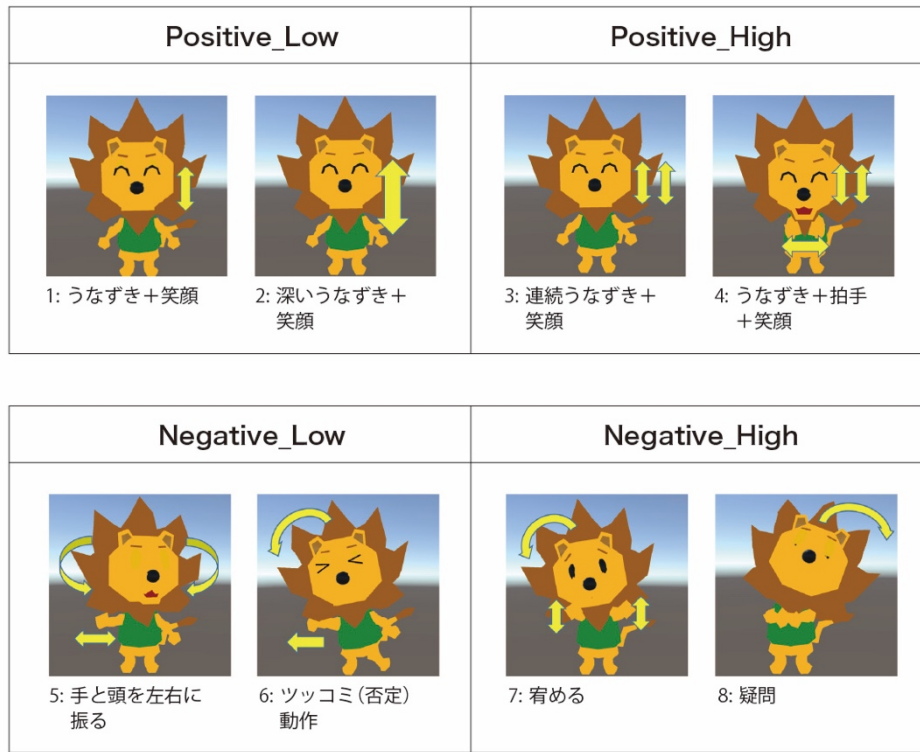 Positive_Low
Positive_High
1: うなずき＋笑顔
2: 深いうなずき＋
笑顔
3: 連続うなずき＋
笑顔
4: うなずき＋拍手
＋笑顔
Negative_Low
Negative_High
5: 手と頭を左右に
振る
6: ツッコミ（否定）
動作
7: 宥める
8: 疑問